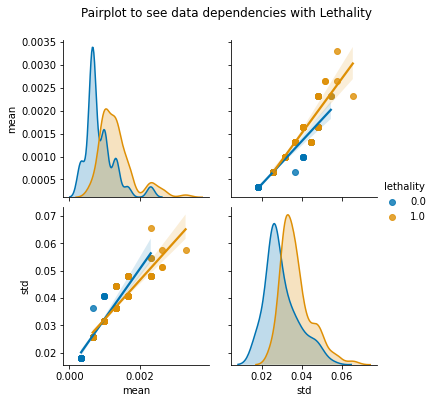 Pairplot to see data dependencies with Lethality
0.0035
0.0030
0.0025
0.0020
0.0015
0.0010
0.0005
mean
lethality
0.0
1.0
0.07
0.06
0.05
0.04
0.03
0.02
std
0.000 0.002
mean
0.02 0.04 0.06
std